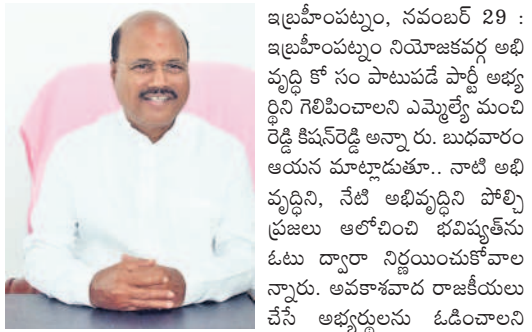 ఇబ్రహీంపట్నం, నవంబర్ 29 :
ఇబ్రహీంపట్నం నియోజకవర్గ అభి
వృద్ధి కో సం పాటుపడే పార్టీ అభ్య
ర్థిని గెలిపించాలని ఎమ్మెల్యే మంచి
రెడ్డి కిషన్‌రెడ్డి అన్నా రు. బుధవారం
ఆయన మాట్లాడుతూ.. నాటి అభి
వృద్ధిని, నేటి అభివృద్ధిని పోల్చి
ప్రజలు ఆలోచించి భవిష్యత్‌ను
ఓటు ద్వారా నిర్ణయించుకోవాల
న్నారు. అవకాశవాద రాజకీయలు
చేసే అభ్యర్థులను ఓడించాలని